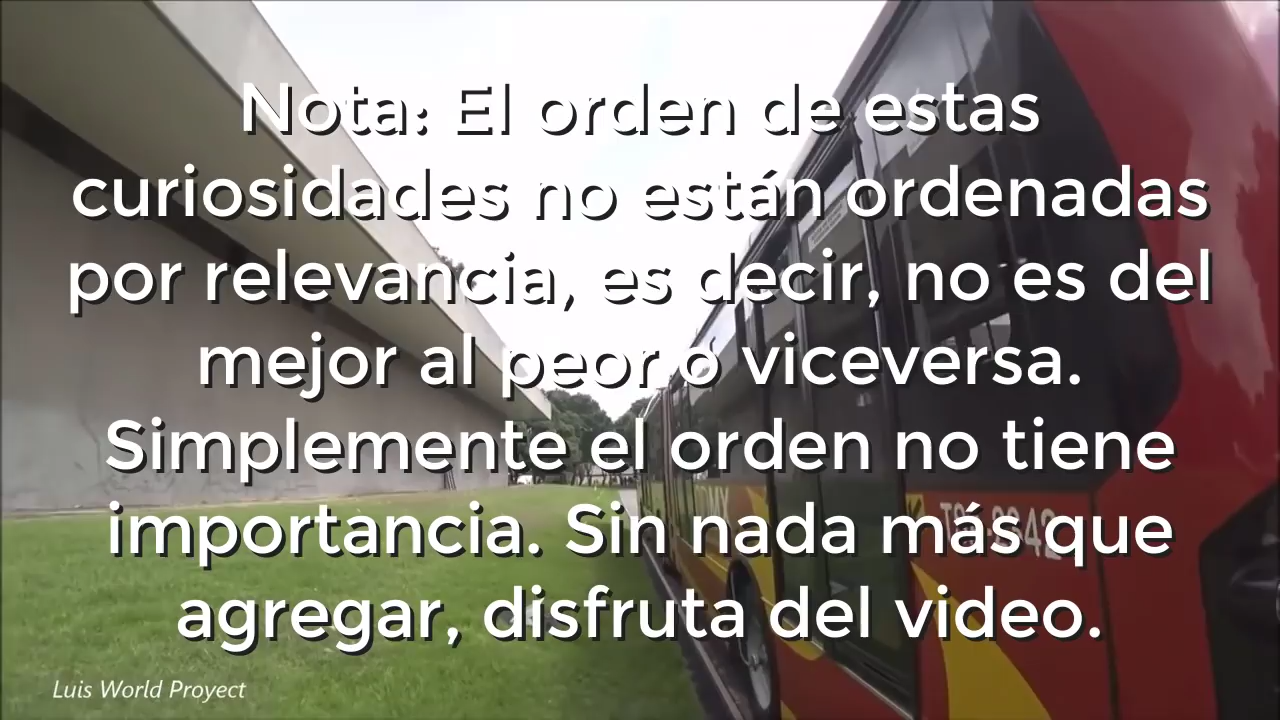 Nota: El orden de estas
curiosidades no están ordenadas
por relevancia, es decir, no es del
mejor al peor o viceversa.
Simplemente el orden no tiene
importancia. Sin nada más que
agregar, disfruta del video.
Luis World Proyect